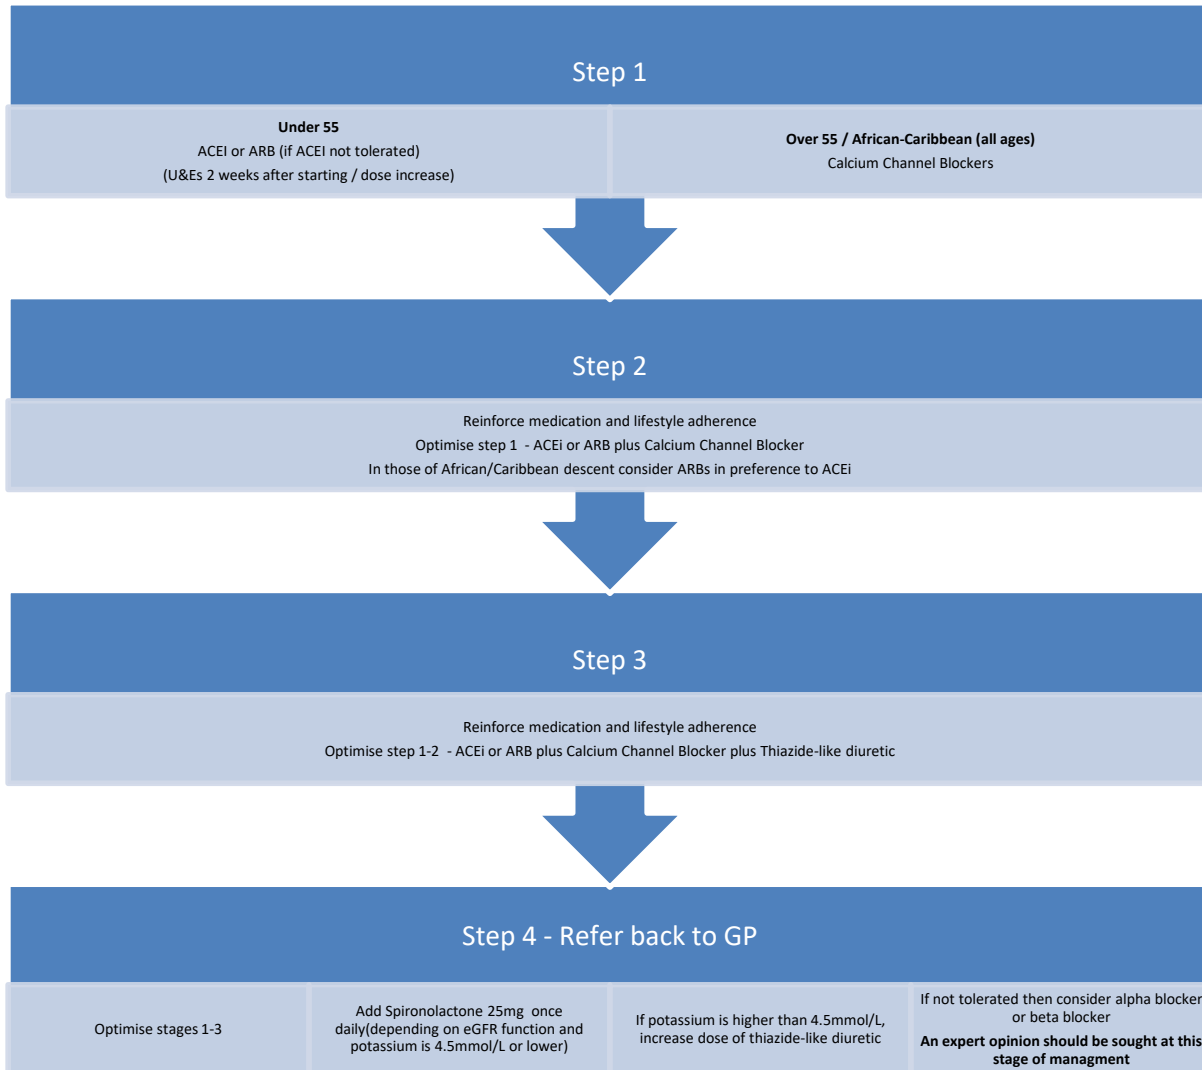 Step 1
Under 55
ACEI or ARB (if ACEI not tolerated)
(U&Es 2 weeks after starting / dose increase)
Over 55 / African-Caribbean (all ages)
Calcium Channel Blockers
Step 2
Reinforce medication and lifestyle adherence
Optimise step 1 - ACEi or ARB plus Calcium Channel Blocker
In those of African/Caribbean descent consider ARBs in preference to ACEi
Step 3
Reinforce medication and lifestyle adherence
Optimise step 1-2 - ACEi or ARB plus Calcium Channel Blocker plus Thiazide-like diuretic
Step 4 - Refer back to GP
Optimise stages 1-3
Add Spironolactone 25mg once
daily(depending on eGFR function and
potassium is 4.5mmol/L or lower)
If potassium is higher than 4.5mmol/L,
increase dose of thiazide-like diuretic
If not tolerated then consider alpha blocker
or beta blocker
An expert opinion should be sought at this
stage of managment